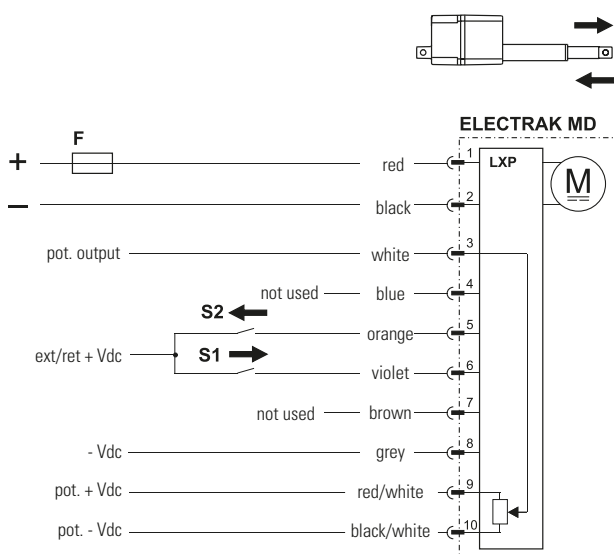 ELECTRAK MD
F
+ red 1 LXP
M
− black 2
pot. output white 3
not used blue 4
S2
orange 5
ext/ret + Vdc
S1
violet 6
not used brown 7
- Vdc grey 8
pot. + Vdc red/white 9
pot. - Vdc black/white 10